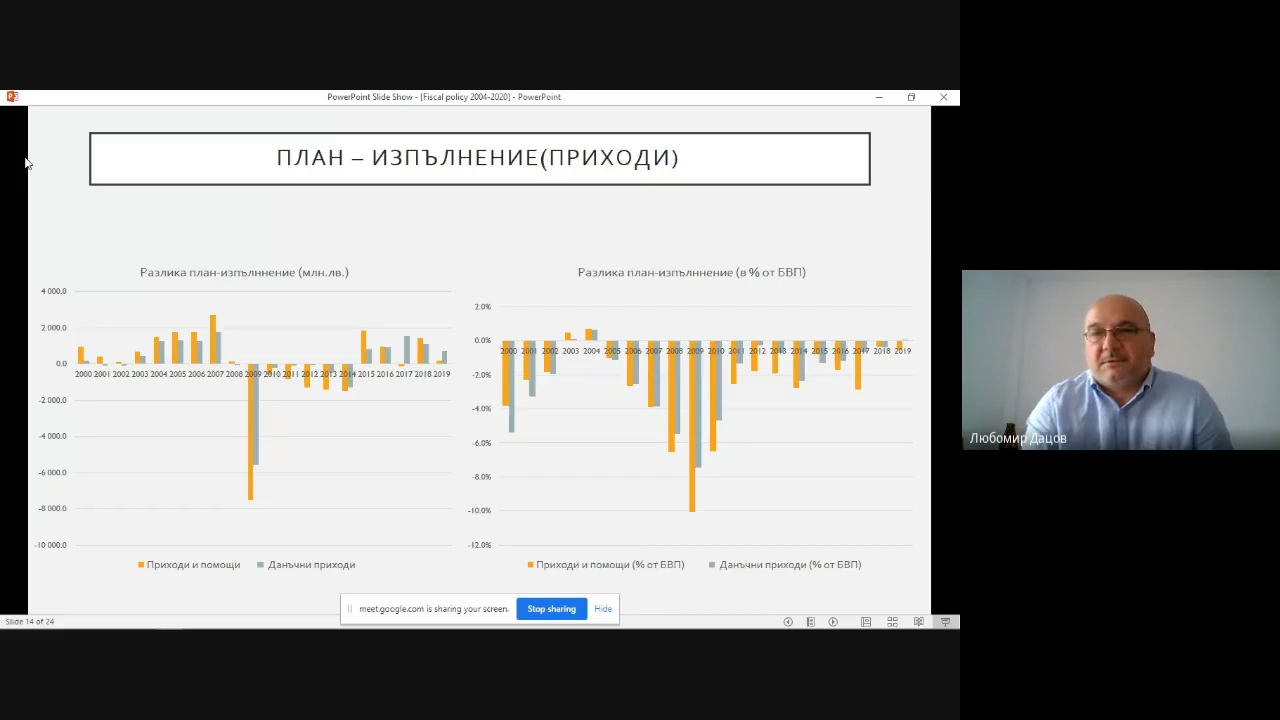 PowerPoint Slide Show - [Fiscal policy 2004-2020] - PowerPoint
ПЛАН – ИЗПЪЛНЕНИЕ(ПРИХОДИ)
Разлика план-изпълннение (млн.лв.)
4 000.0
2 000.0
0.0
-2 000.0
-4 000.0
-6 000.0
-8 000.0
-10 000.0
2000 2001 2002 2003 2004 2005 2006 2007 2008 2009 2010 2011 2012 2013 2014 2015 2016 2017 2018 2019
Приходи и помощи Данъчни приходи
Разлика план-изпълннение (в % от БВП)
2.0%
0.0%
-2.0%
-4.0%
-6.0%
-8.0%
-10.0%
-12.0%
2000 2001 2002 2003 2004 2005 2006 2007 2008 2009 2010 2011 2012 2013 2014 2015 2016 2017 2018 2019
Приходи и помощи (% от БВП) Данъчни приходи (% от БВП)
meet.google.com is sharing your screen. Stop sharing Hide
Slide 14 of 24
Любомир Дацов